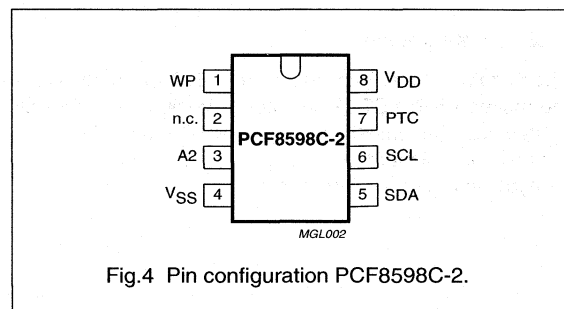 WP 1 8 VDD
n.c. 2 7 PTC
PCF8598C-2
A2 3 6 SCL
VSS 4 5 SDA
MGL002
Fig.4 Pin configuration PCF8598C-2.